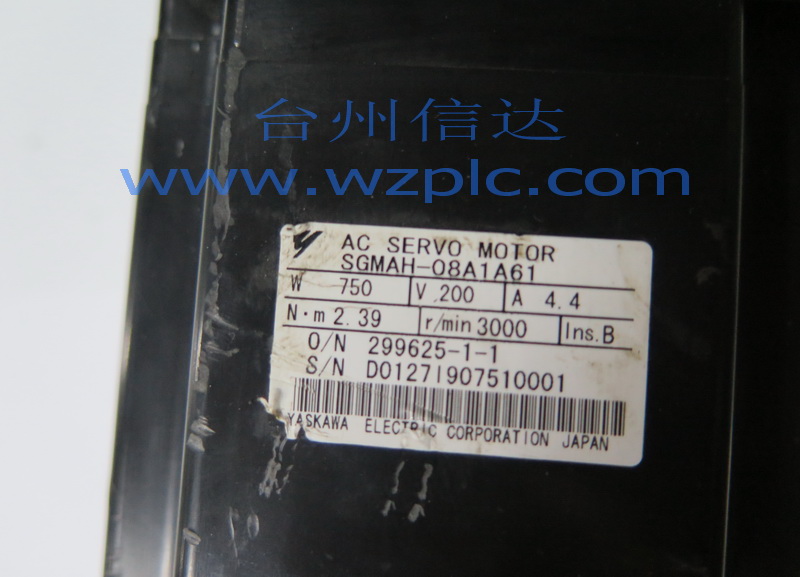 台州信达
www.wzplc.com
AC SERVO MOTOR
SGMAH-08A1A61
W 750 V 200 A 4.4
N·m 2.39 r/min 3000 Ins.B
O/N 299625-1-1
S/N D0127I907510001
YASKAWA ELECTRIC CORPORATION JAPAN